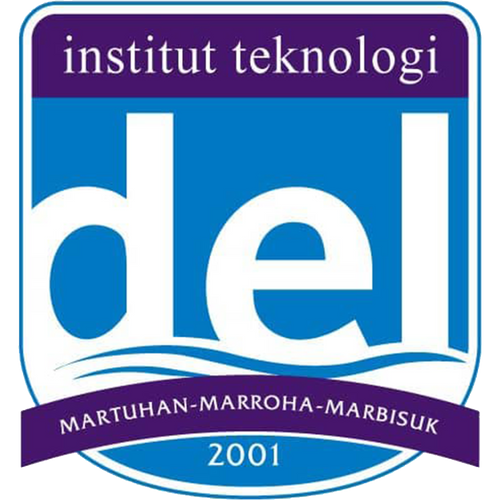 institut teknologi
del
MARTUHAN-MARROHA-MARBISUK
2001